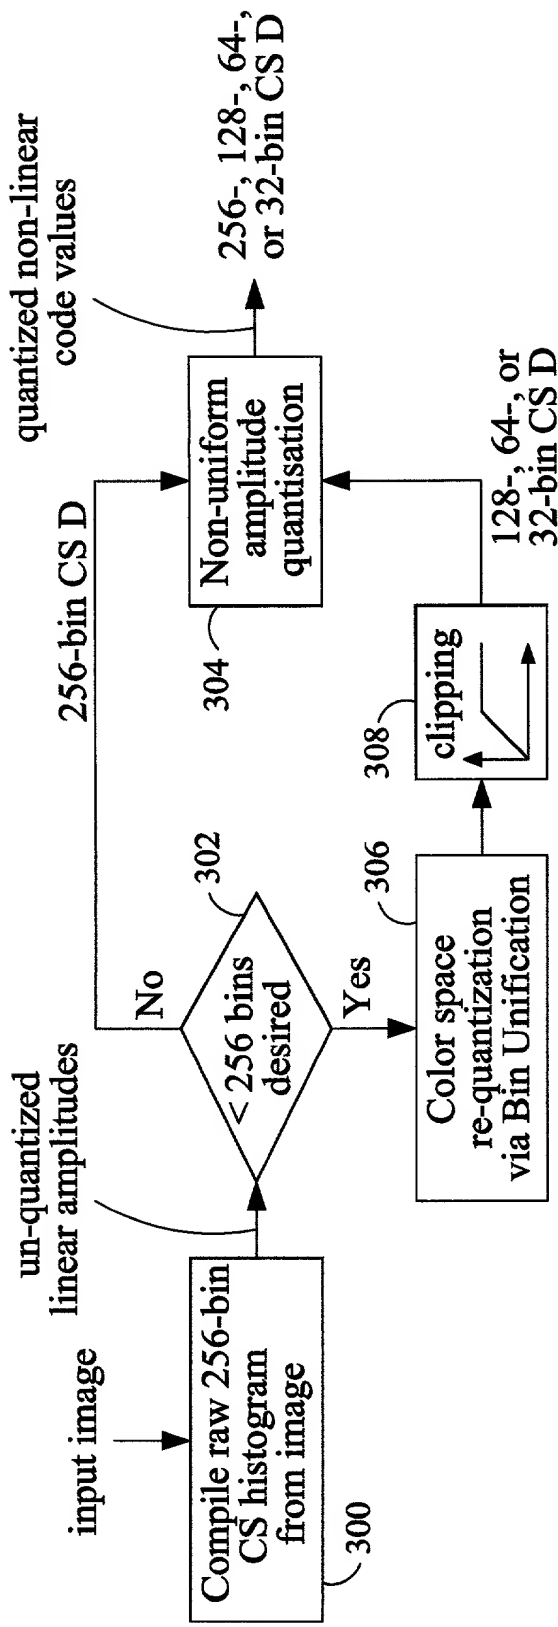 input image
un-quantized
linear amplitudes
Compile raw 256-bin
CS histogram
from image
300
< 256 bins
desired
302
No
Yes
256-bin CS D
Color space
re-quantization
via Bin Unification
306
clipping
308
128-, 64-, or
32-bin CS D
Non-uniform
amplitude
quantisation
304
quantized non-linear
code values
256-, 128-, 64-,
or 32-bin CS D